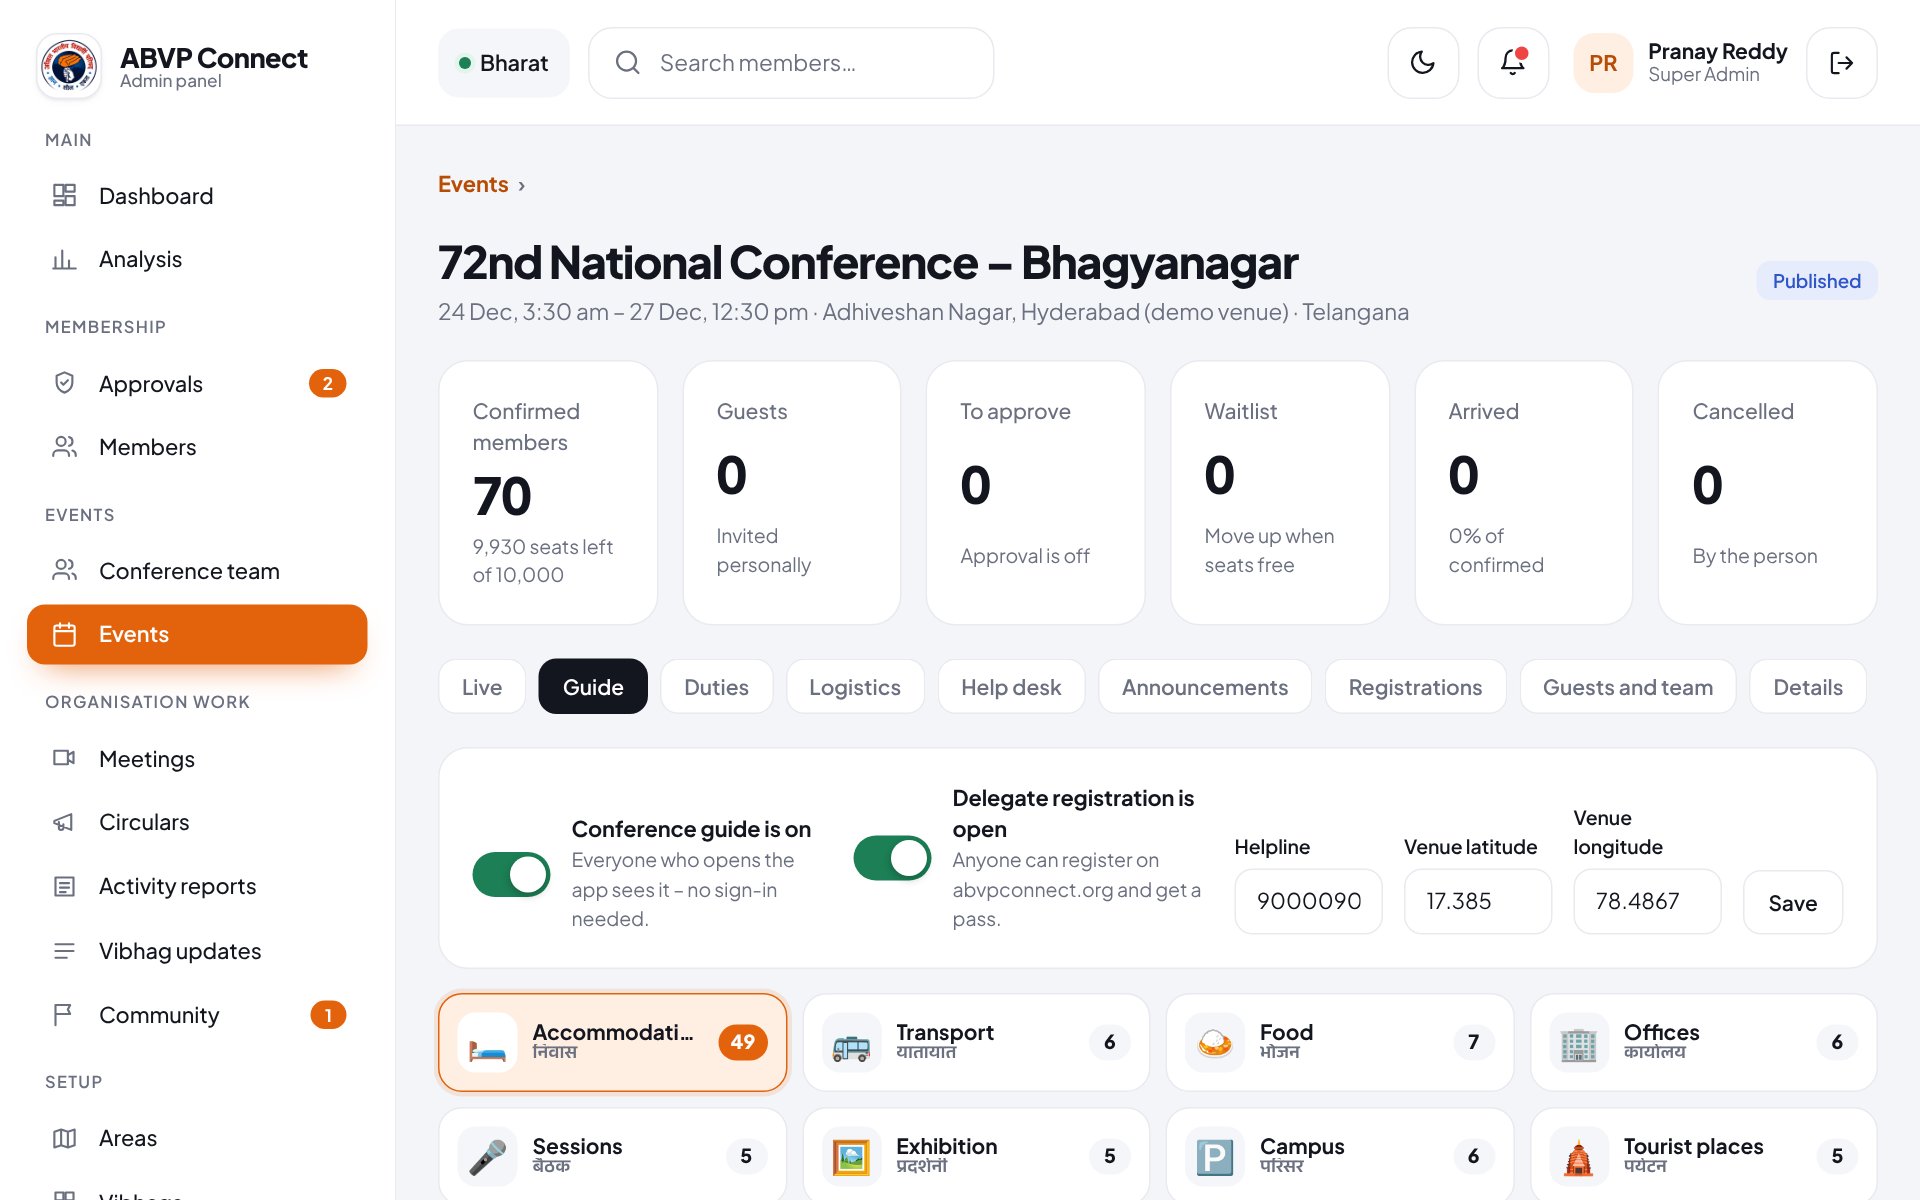 ABVP Connect
Admin panel
MAIN
Dashboard
Analysis
MEMBERSHIP
Approvals 2
Members
EVENTS
Conference team
Events
ORGANISATION WORK
Meetings
Circulars
Activity reports
Vibhag updates
Community 1
SETUP
Areas
Bharat
Search members...
PR
Pranay Reddy
Super Admin
Events ›
72nd National Conference – Bhagyanagar
24 Dec, 3:30 am – 27 Dec, 12:30 pm · Adhiveshan Nagar, Hyderabad (demo venue) · Telangana
Published
Confirmed
members
70
9,930 seats left
of 10,000
Guests
0
Invited
personally
To approve
0
Approval is off
Waitlist
0
Move up when
seats free
Arrived
0
0% of
confirmed
Cancelled
0
By the person
Live
Guide
Duties
Logistics
Help desk
Announcements
Registrations
Guests and team
Details
Conference guide is on
Everyone who opens the
app sees it – no sign-in
needed.
Delegate registration is
open
Anyone can register on
abvpconnect.org and get a
pass.
Helpline
9000090
Venue latitude
17.385
Venue
longitude
78.4867
Save
Accommodati... 49
निवास
Transport 6
यातायात
Food 7
भोजन
Offices 6
कार्यालय
Sessions 5
बैठक
Exhibition 5
प्रदर्शनी
P
Campus 6
परिसर
Tourist places 5
पर्यटन